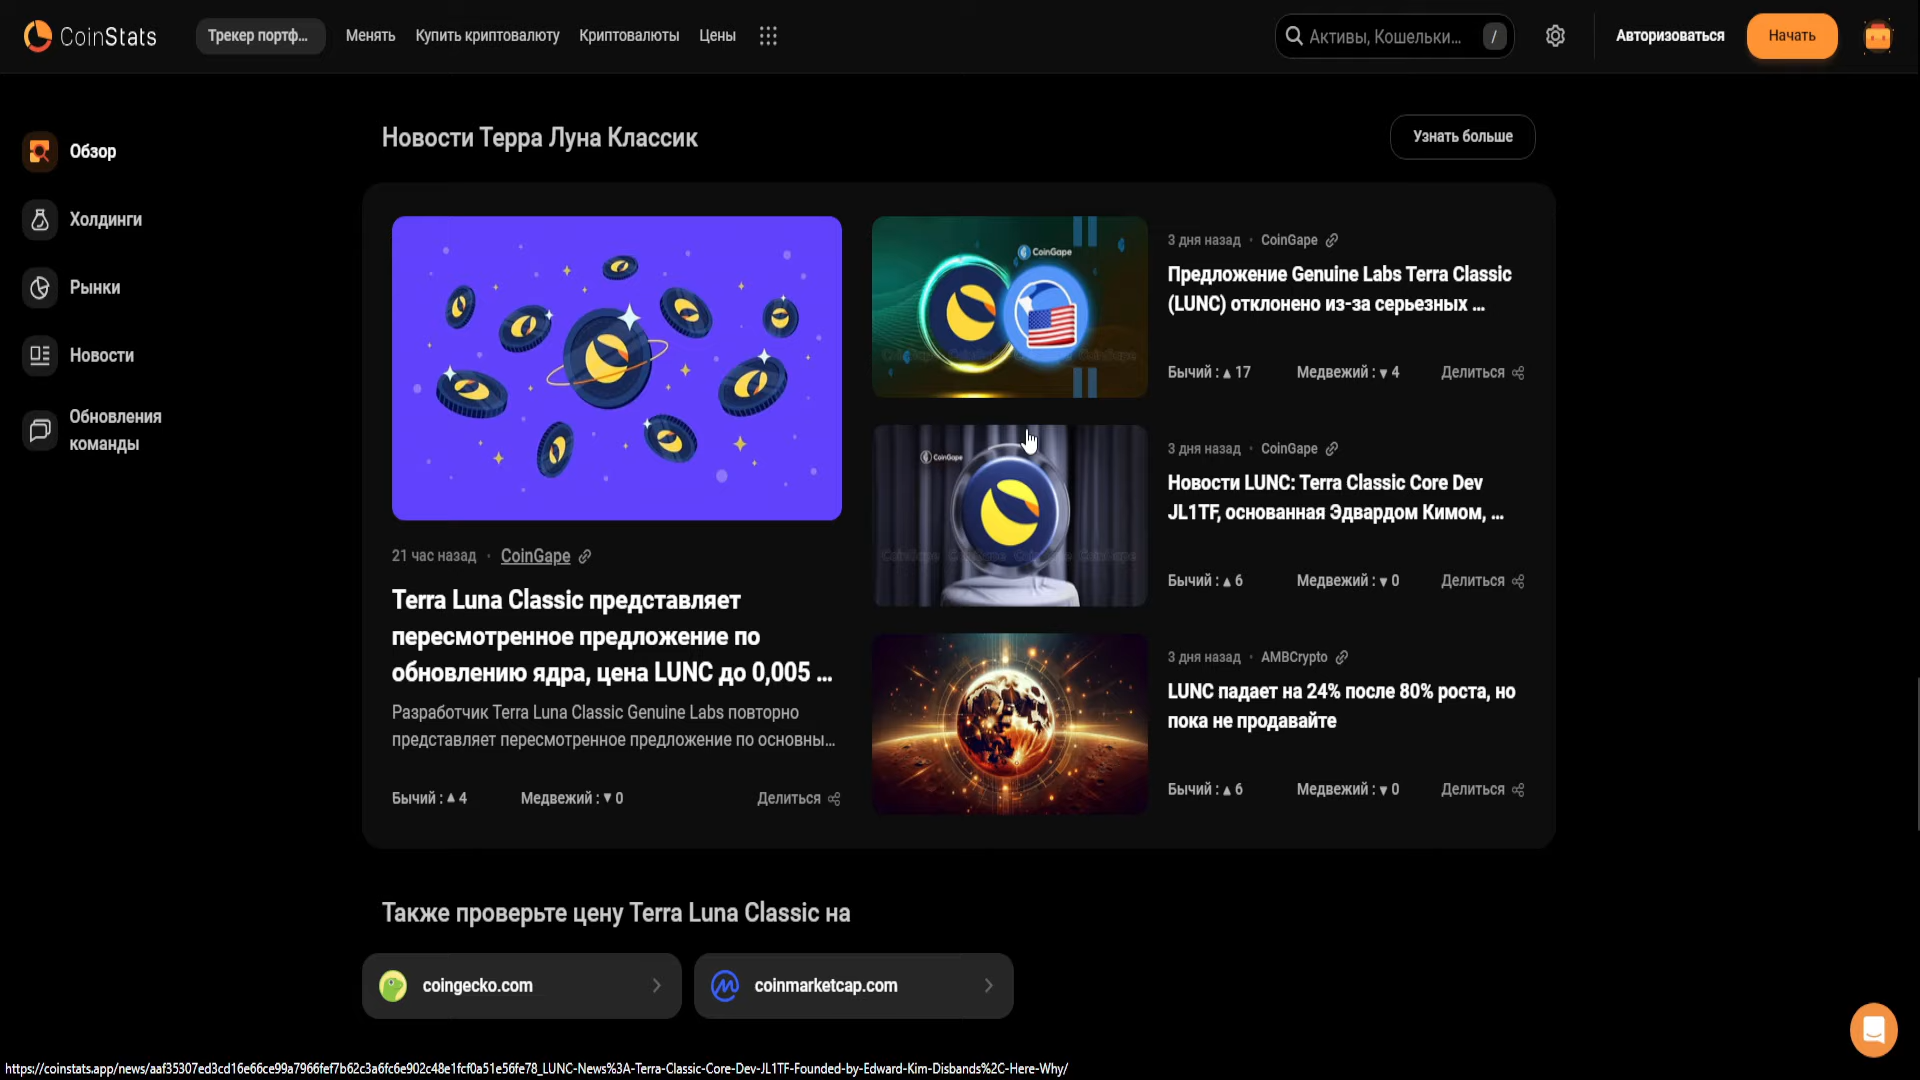 CoinStats
Трекер портф...
Менять
Купить криптовалюту
Криптовалюты
Цены
Активы, Кошельки...
/
Авторизоваться
Начать
Обзор
Холдинги
Рынки
Новости
Обновления
команды
Новости Терра Луна Классик
Узнать больше
21 час назад · CoinGape
Terra Luna Classic представляет
пересмотренное предложение по
обновлению ядра, цена LUNC до 0,005 ...
Разработчик Terra Luna Classic Genuine Labs повторно
представляет пересмотренное предложение по основны...
Бычий : ▲ 4
Медвежий : ▼ 0
Делиться
CoinGape
3 дня назад · CoinGape
Предложение Genuine Labs Terra Classic
(LUNC) отклонено из-за серьезных ...
Бычий : ▲ 17
Медвежий : ▼ 4
Делиться
CoinGape
3 дня назад · CoinGape
Новости LUNC: Terra Classic Core Dev
JL1TF, основанная Эдвардом Кимом, ...
Бычий : ▲ 6
Медвежий : ▼ 0
Делиться
3 дня назад · AMBCrypto
LUNC падает на 24% после 80% роста, но
пока не продавайте
Бычий : ▲ 6
Медвежий : ▼ 0
Делиться
Также проверьте цену Terra Luna Classic на
coingecko.com
coinmarketcap.com
https://coinstats.app/news/aaf35307ed3cd16e66ce99a7966fef7b62c3a6fc6e902c48e1fcf0a51e56fe78_LUNC-News%3A-Terra-Classic-Core-Dev-JL1TF-Founded-by-Edward-Kim-Disbands%2C-Here-Why/